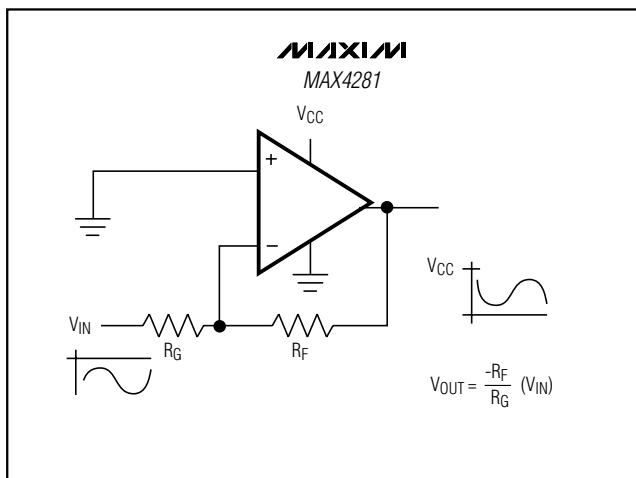 MAXIM
MAX4281
VCC
+
−
VCC
VIN
RG
RF
VOUT = -RF/RG (VIN)